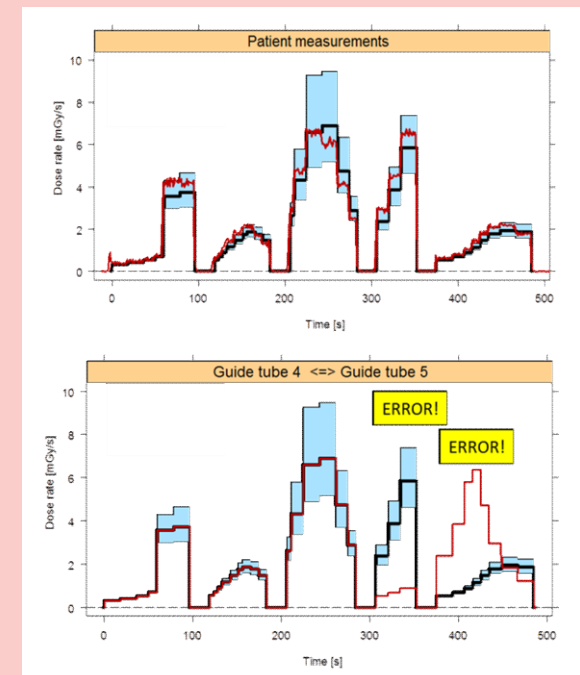 Patient measurements
10
8
6
4
2
0
Dose rate [mGy/s]
0 100 200 300 400 500
Time [s]
Guide tube 4 <=> Guide tube 5
10
8
6
4
2
0
Dose rate [mGy/s]
ERROR!
ERROR!
0 100 200 300 400 500
Time [s]